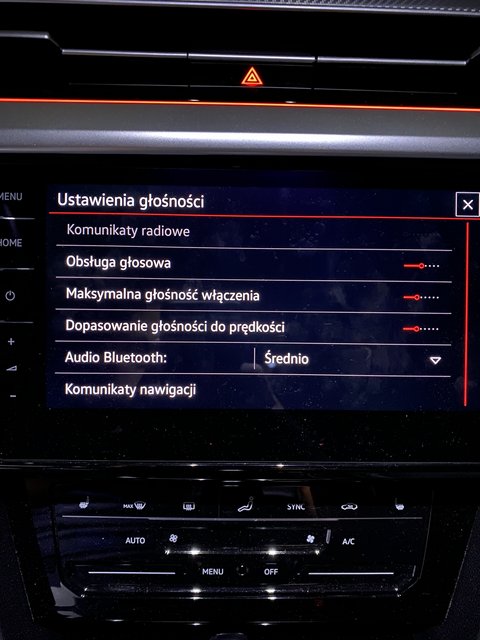 MENU
Ustawienia głośności
Komunikaty radiowe
HOME
Obsługa głosowa
Maksymalna głośność włączenia
Dopasowanie głośności do prędkości
+
Audio Bluetooth: Średnio
-
Komunikaty nawigacji
MAX SYNC
AUTO A/C
MENU OFF